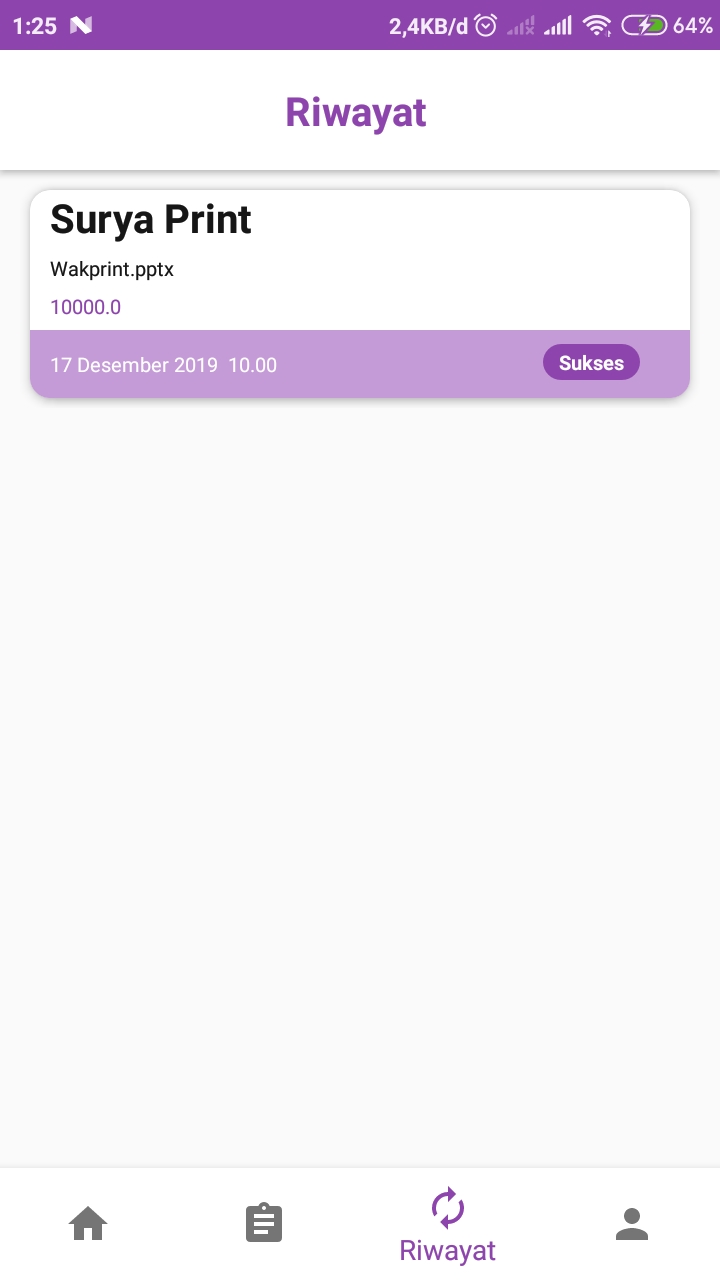 1:25 2,4KB/d 64%
Riwayat
Surya Print
Wakprint.pptx
10000.0
17 Desember 2019 10.00 Sukses
Riwayat